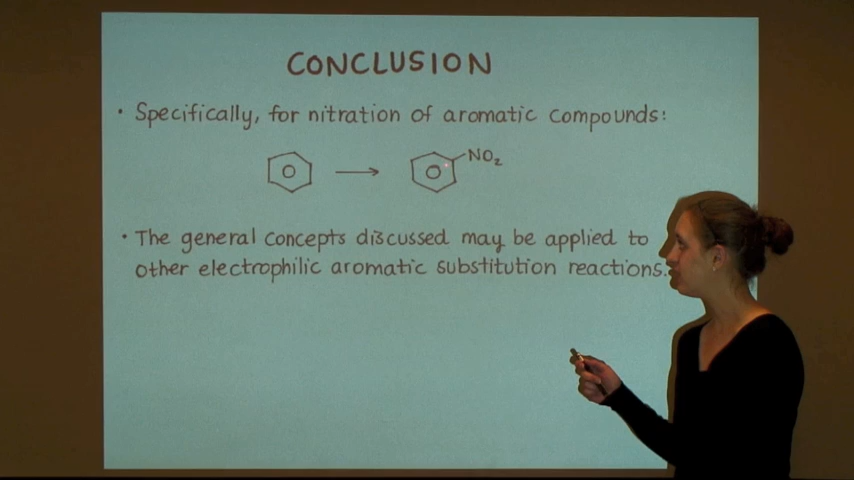 CONCLUSION
• Specifically, for nitration of aromatic compounds:
NO₂
• The general concepts discussed may be applied to
other electrophilic aromatic substitution reactions.